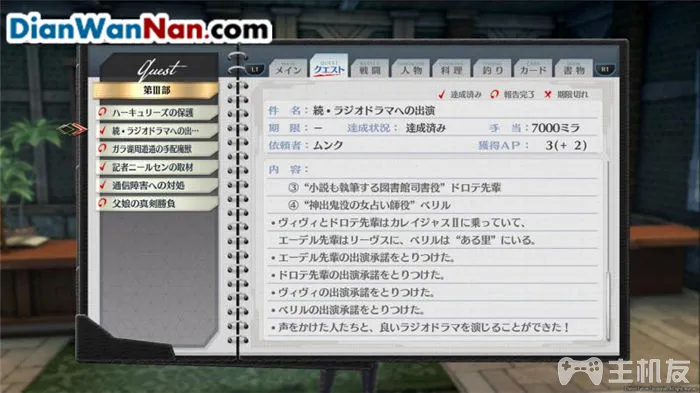 DianWanNan.com
quest
第Ⅲ部
ハーキュリーズの保護
続・ラジオドラマへの出…
ガラ湖周遊道の手配魔獣
記者ニールセンの取材
通信障害への対処
父娘の真剣勝負
L1
メイン
QUEST
クエスト
戦闘
人物
料理
釣り
カード
書物
R1
達成済み
報告完了
期限切れ
件 名：続・ラジオドラマへの出演
期 限：－ 達成状況：達成済み 手 当：7000ミラ
依頼者：ムンク 獲得AP： 3(+ 2)
内 容：
③ “小説も執筆する図書館司書役” ドロテ先輩
④ “神出鬼没の女占い師役” ベリル
・ヴィヴィとドロテ先輩はカレイジャスⅡに乗っていて、
エーデル先輩はリーヴスに、ベリルは“ある里”にいる。
・エーデル先輩の出演承諾をとりつけた。
・ドロテ先輩の出演承諾をとりつけた。
・ヴィヴィの出演承諾をとりつけた。
・ベリルの出演承諾をとりつけた。
・声をかけた人たちと、良いラジオドラマを演じることができた！
主机友